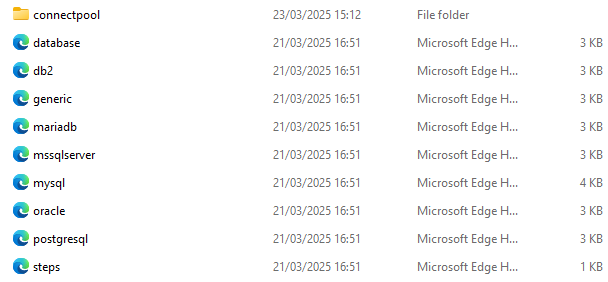 connectpool 23/03/2025 15:12 File folder
database 21/03/2025 16:51 Microsoft Edge H... 3 KB
db2 21/03/2025 16:51 Microsoft Edge H... 3 KB
generic 21/03/2025 16:51 Microsoft Edge H... 3 KB
mariadb 21/03/2025 16:51 Microsoft Edge H... 3 KB
mssqlserver 21/03/2025 16:51 Microsoft Edge H... 3 KB
mysql 21/03/2025 16:51 Microsoft Edge H... 4 KB
oracle 21/03/2025 16:51 Microsoft Edge H... 3 KB
postgresql 21/03/2025 16:51 Microsoft Edge H... 3 KB
steps 21/03/2025 16:51 Microsoft Edge H... 1 KB